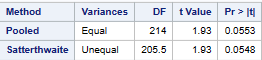 Method Variances DF t Value Pr > |t|
Pooled Equal 214 1.93 0.0553
Satterthwaite Unequal 205.5 1.93 0.0548